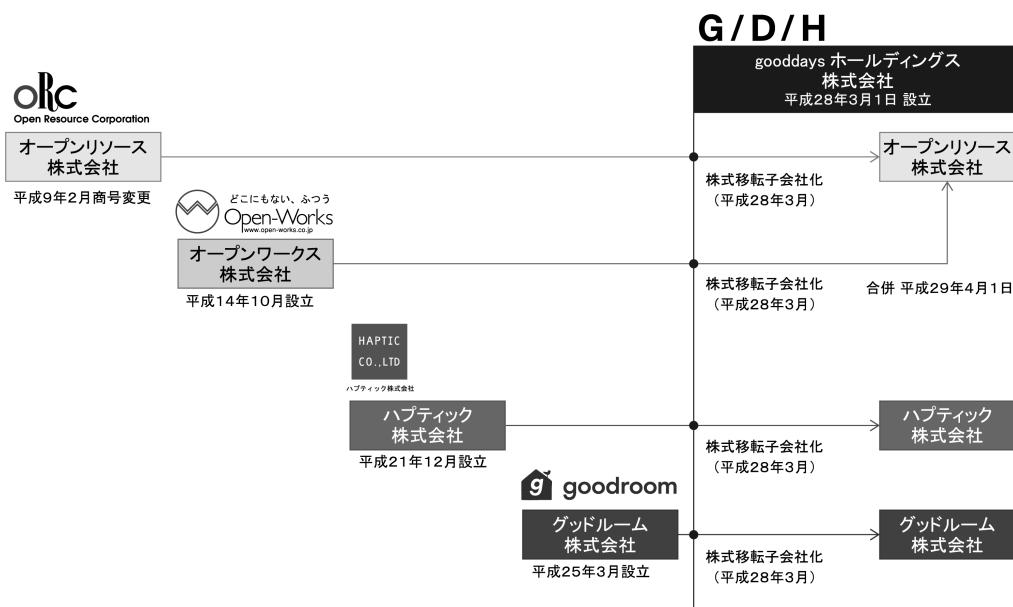 G/D/H
gooddays ホールディングス
株式会社
平成28年3月1日 設立
oRc
Open Resource Corporation
オープンリソース
株式会社
平成9年2月商号変更
株式移転子会社化
（平成28年3月）
オープンリソース
株式会社
どこにもない、ふつう
Open-Works
www.open-works.co.jp
オープンワークス
株式会社
平成14年10月設立
株式移転子会社化
（平成28年3月）
合併 平成29年4月1日
HAPTIC
CO.,LTD
ハプティック株式会社
ハプティック
株式会社
平成21年12月設立
株式移転子会社化
（平成28年3月）
ハプティック
株式会社
g goodroom
グッドルーム
株式会社
平成25年3月設立
株式移転子会社化
（平成28年3月）
グッドルーム
株式会社